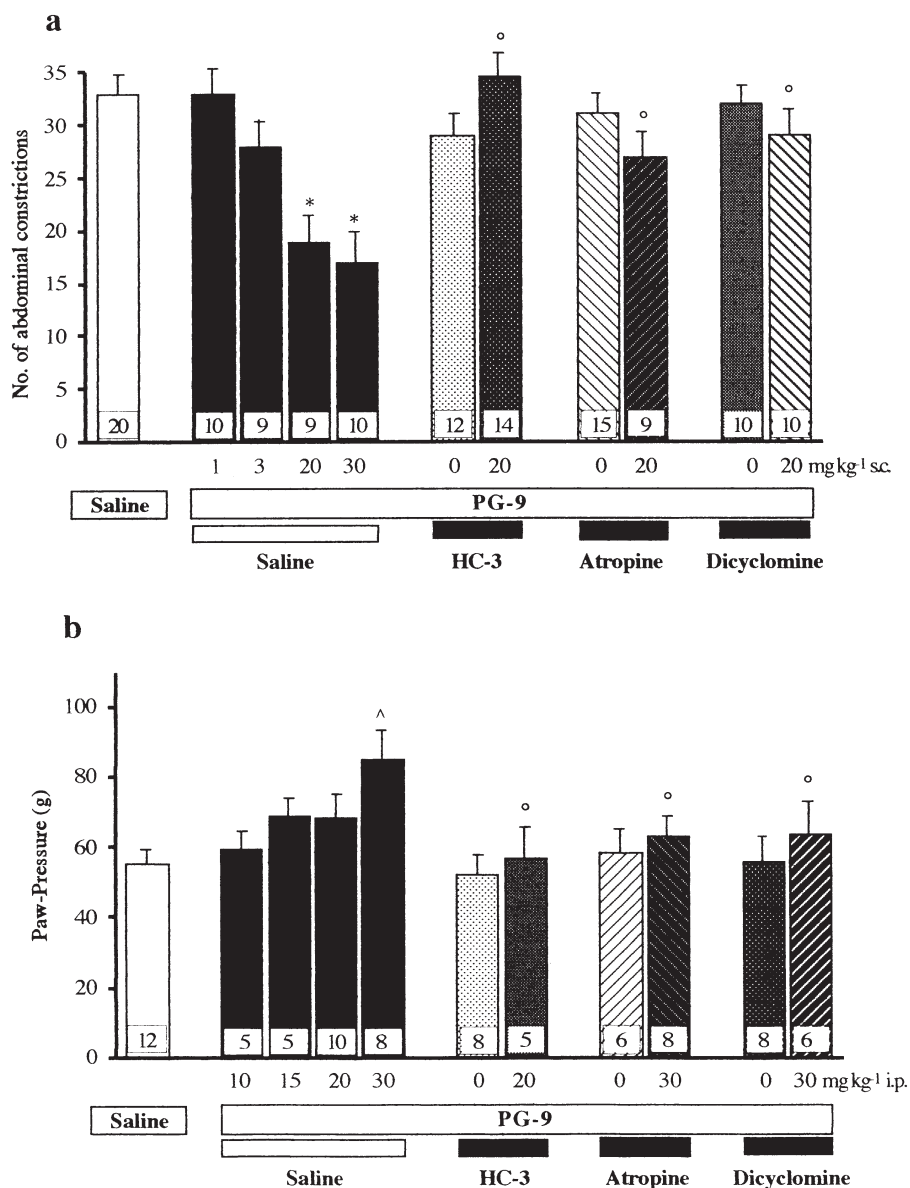 a
No. of abdominal constrictions
35
30
25
20
15
10
5
0
* * ° ° °
20 10 9 9 10 12 14 15 9 10 10
1 3 20 30 0 20 0 20 0 20 mg kg-1 s.c.
Saline PG-9
Saline HC-3 Atropine Dicyclomine
b
Paw-Pressure (g)
100
80
60
40
20
0
^ ° ° °
12 5 5 10 8 8 5 6 8 8 6
10 15 20 30 0 20 0 30 0 30 mg kg-1 i.p.
Saline PG-9
Saline HC-3 Atropine Dicyclomine